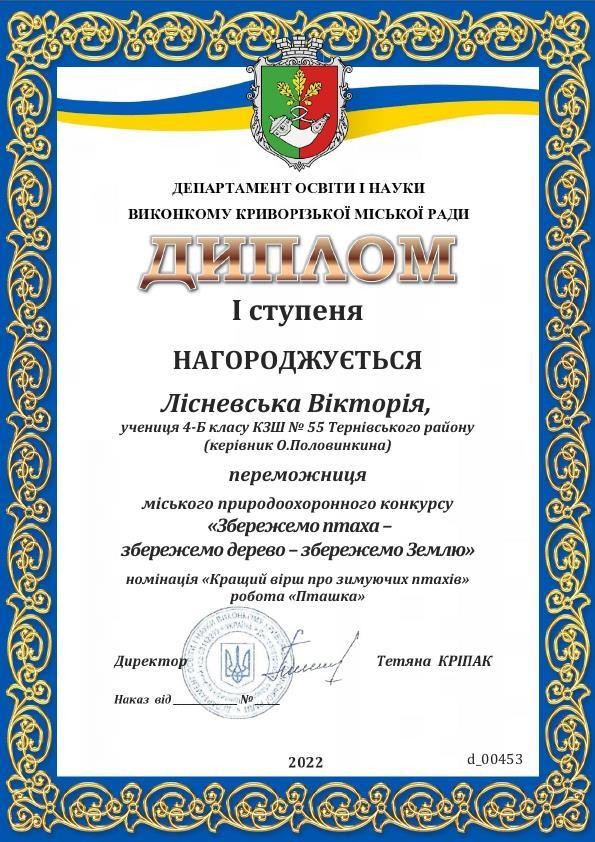 ДЕПАРТАМЕНТ ОСВІТИ І НАУКИ
ВИКОНКОМУ КРИВОРІЗЬКОЇ МІСЬКОЇ РАДИ
ДИПЛОМ
І ступеня
НАГОРОДЖУЄТЬСЯ
Лісневська Вікторія,
учениця 4-Б класу КЗШ № 55 Тернівського району
(керівник О.Половинкина)
переможниця
міського природоохоронного конкурсу
«Збережемо птаха –
збережемо дерево – збережемо Землю»
номінація «Кращий вірш про зимуючих птахів»
робота «Пташка»
Директор Тетяна КРІПАК
Наказ від ___________ № ____
2022 d_00453